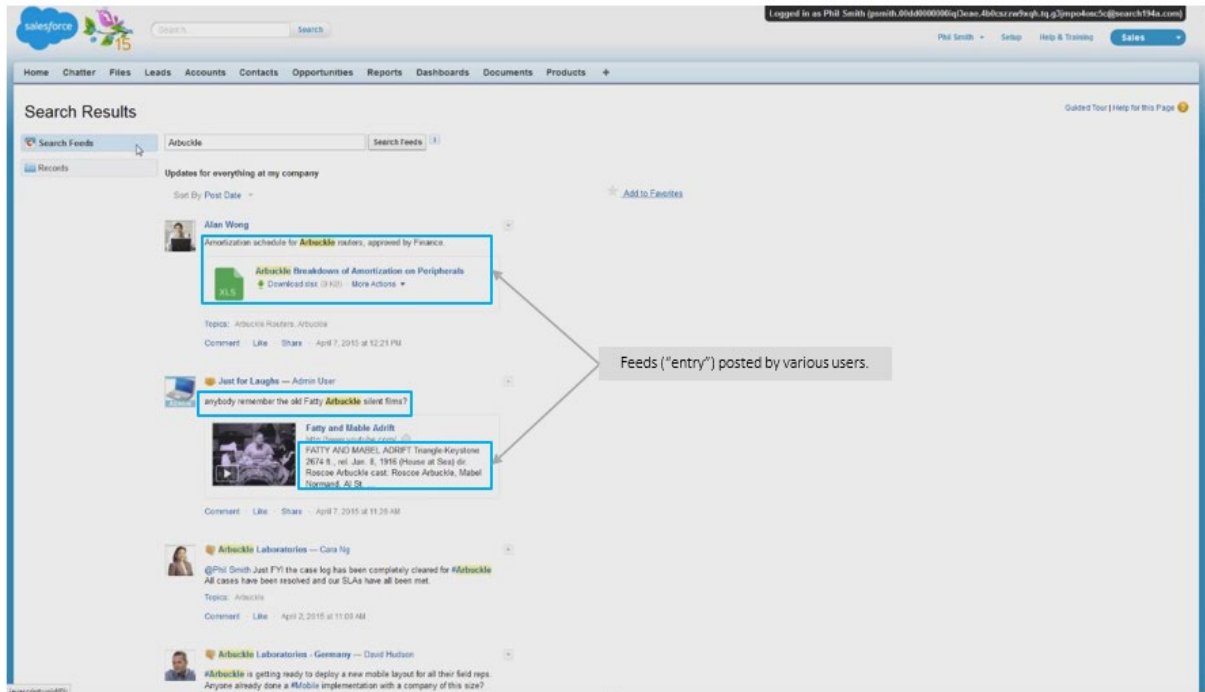 Logged in as Phil Smith
salesforce
15
Search...
Search
Phil Smith
Setup
Help & Training
Sales
Home Chatter Files Leads Accounts Contacts Opportunities Reports Dashboards Documents Products +
Search Results
Guided Tour | Help for this Page
Search Feeds
Records
Arbuckle
Search Feeds
Updates for everything at my company
Sort By Post Date
Add to Favorites
Alan Wong
Amortization schedule for Arbuckle routers, approved by Finance.
XLS
Arbuckle Breakdown of Amortization on Peripherals
Download xlsx (9 KB) · More Actions
Topics: Arbuckle Routers, Arbuckle
Comment · Like · Share · April 7, 2015 at 12:21 PM
Feeds ("entry") posted by various users.
Just for Laughs — Admin User
anybody remember the old Fatty Arbuckle silent films?
Fatty and Mable Adrift
http://www.youtube.com/
FATTY AND MABEL ADRIFT Triangle-Keystone
2674 ft., rel. Jan. 8, 1916 (House at Sea) dir.
Roscoe Arbuckle cast: Roscoe Arbuckle, Mabel
Normand, Al St. ...
Comment · Like · Share · April 7, 2015 at 11:28 AM
Arbuckle Laboratories — Cara Ng
@Phil Smith Just FYI the case log has been completely cleared for #Arbuckle
All cases have been resolved and our SLAs have all been met.
Topics: Arbuckle
Comment · Like · April 2, 2015 at 11:00 AM
Arbuckle Laboratories - Germany — David Hudson
#Arbuckle is getting ready to deploy a new mobile layout for all their field reps.
Anyone already done a #Mobile implementation with a company of this size?